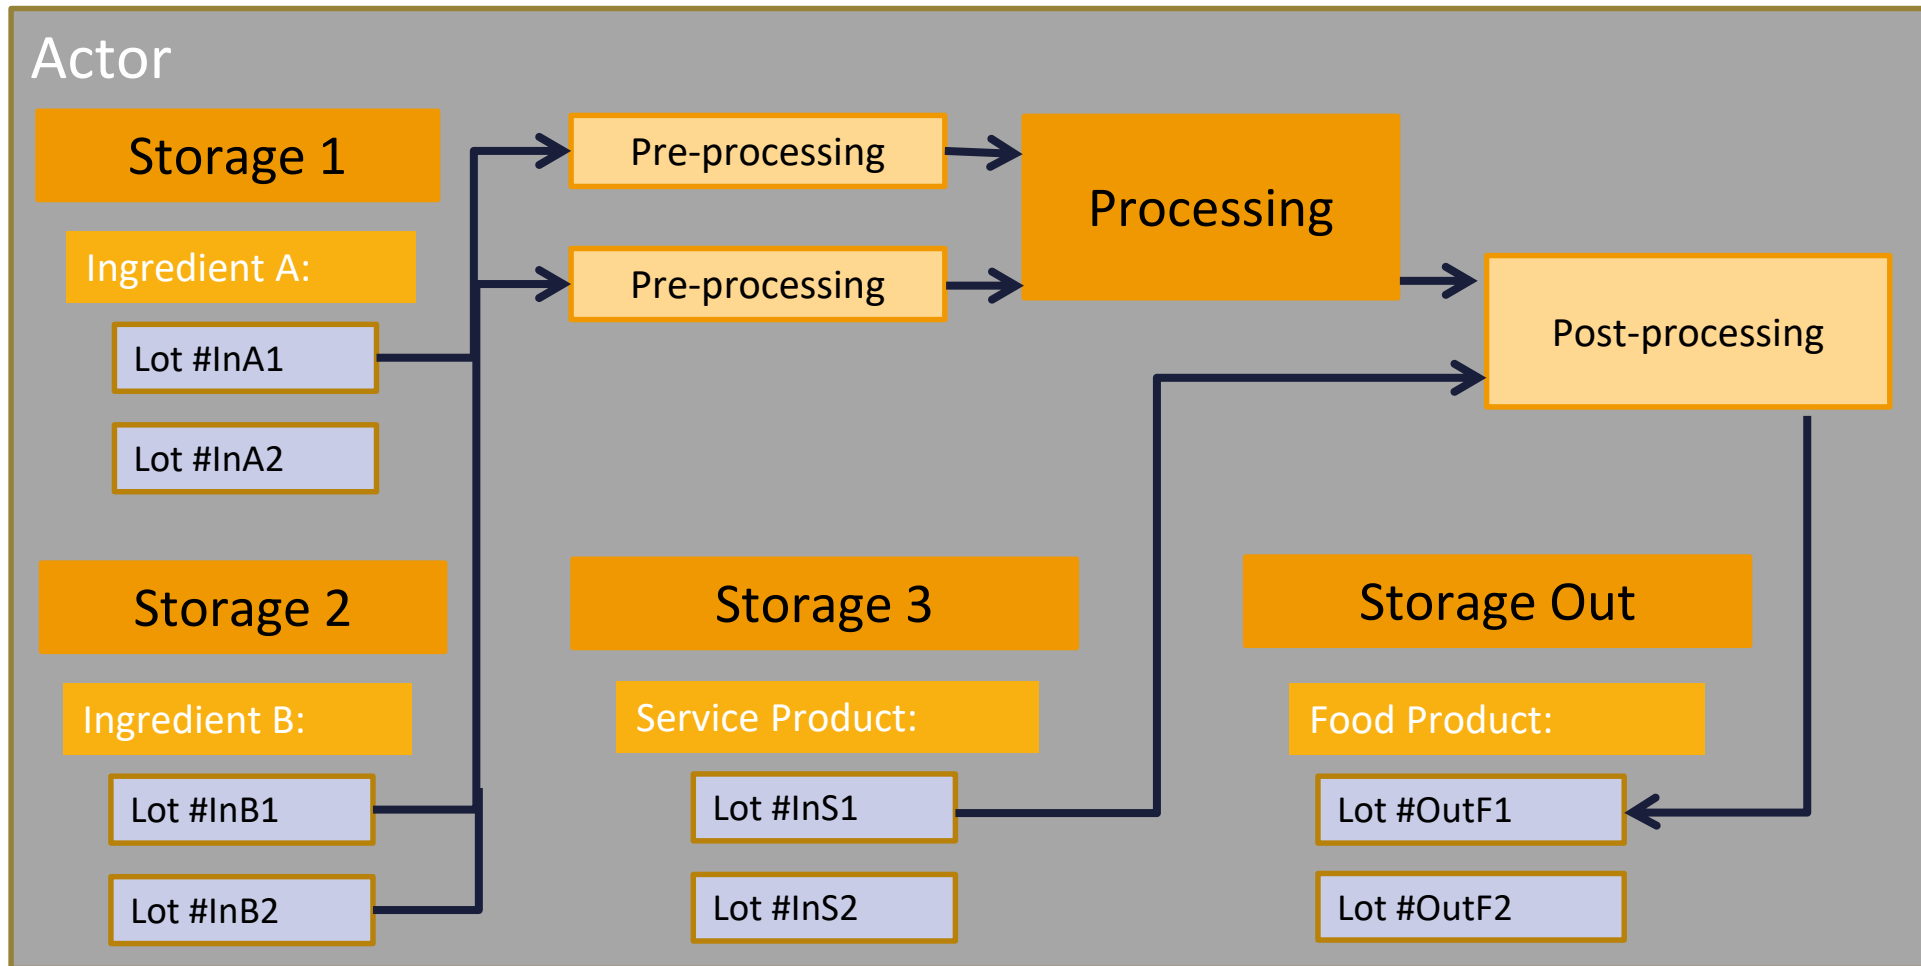 Actor
Storage 1
Ingredient A:
Lot #InA1
Lot #InA2
Pre-processing
Pre-processing
Processing
Post-processing
Storage 2
Ingredient B:
Lot #InB1
Lot #InB2
Storage 3
Service Product:
Lot #InS1
Lot #InS2
Storage Out
Food Product:
Lot #OutF1
Lot #OutF2